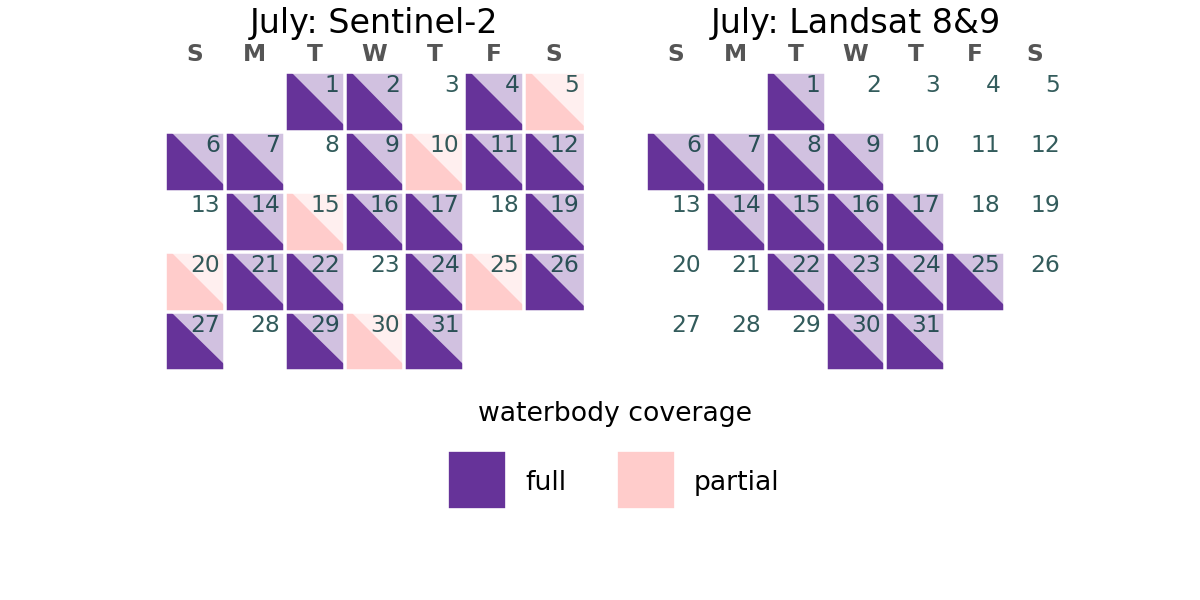 July: Sentinel-2
S M T W T F S
1 2 3 4 5
6 7 8 9 10 11 12
13 14 15 16 17 18 19
20 21 22 23 24 25 26
27 28 29 30 31
July: Landsat 8&9
S M T W T F S
1 2 3 4 5
6 7 8 9 10 11 12
13 14 15 16 17 18 19
20 21 22 23 24 25 26
27 28 29 30 31
waterbody coverage
full partial